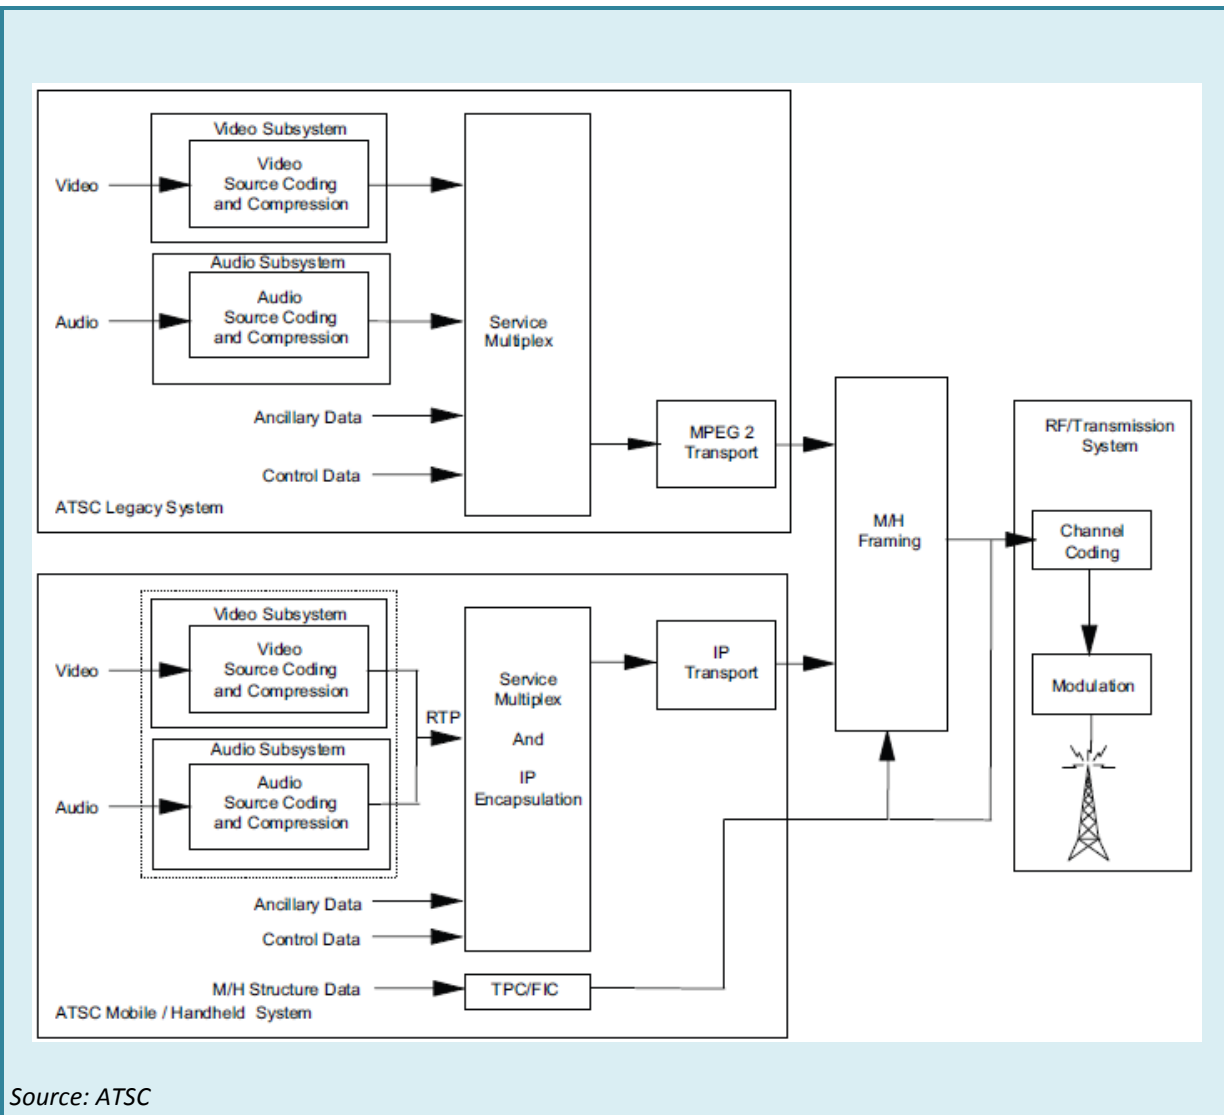 Video Subsystem
Video
Video
Source Coding
and Compression
Audio Subsystem
Audio
Audio
Source Coding
and Compression
Service
Multiplex
Ancillary Data
Control Data
MPEG 2
Transport
ATSC Legacy System
M/H
Framing
RF/Transmission
System
Channel
Coding
Modulation
Video Subsystem
Video
Video
Source Coding
and Compression
RTP
Audio Subsystem
Audio
Audio
Source Coding
and Compression
Service
Multiplex
And
IP
Encapsulation
IP
Transport
Ancillary Data
Control Data
M/H Structure Data
TPC/FIC
ATSC Mobile / Handheld System
Source: ATSC